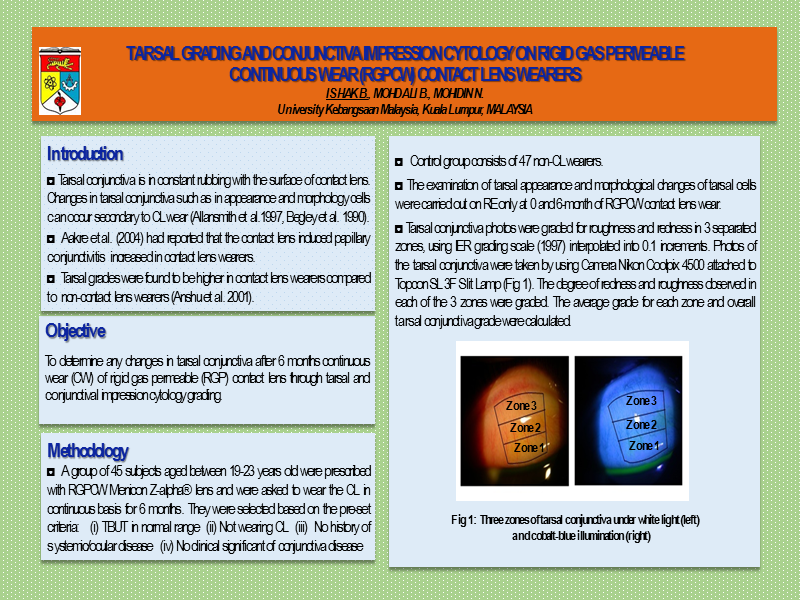 TARSAL GRADING AND CONJUNCTIVA IMPRESSION CYTOLOGY ON RIGID GAS PERMEABLE
CONTINUOUS WEAR (RGPCW) CONTACT LENS WEARERS
ISHAK B., MOHD ALI B., MOHIDIN N.
University Kebangsaan Malaysia, Kuala Lumpur, MALAYSIA
Introduction
Tarsal conjunctiva is in constant rubbing with the surface of contact lens.
Changes in tarsal conjunctiva such as in appearance and morphology cells
can occur secondary to CL wear (Allansmith et al.1997, Begley et al. 1990).
Aakre et al. (2004) had reported that the contact lens induced papillary
conjunctivitis increased in contact lens wearers.
Tarsal grades were found to be higher in contact lens wearers compared
to non-contact lens wearers (Anshu et al. 2001).
Objective
To determine any changes in tarsal conjunctiva after 6 months continuous
wear (CW) of rigid gas permeable (RGP) contact lens through tarsal and
conjunctival impression cytology grading.
Methodology
A group of 45 subjects aged between 19-23 years old were prescribed
with RGPCW Menicon Z-alpha® lens and were asked to wear the CL in
continuous basis for 6 months. They were selected based on the pre-set
criteria: (i) TBUT in normal range (ii) Not wearing CL (iii) No history of
systemic/ocular disease (iv) No clinical significant of conjunctiva disease
Control group consists of 47 non-CL wearers.
The examination of tarsal appearance and morphological changes of tarsal cells
were carried out on RE only at 0 and 6-month of RGPCW contact lens wear.
Tarsal conjunctiva photos were graded for roughness and redness in 3 separated
zones, using IER grading scale (1997) interpolated into 0.1 increments. Photos of
the tarsal conjunctiva were taken by using Camera Nikon Coolpix 4500 attached to
Topcon SL 3F Slit Lamp (Fig 1). The degree of redness and roughness observed in
each of the 3 zones were graded. The average grade for each zone and overall
tarsal conjunctiva grade were calculated.
Zone 3
Zone 2
Zone 1
Zone 3
Zone 2
Zone 1
Fig 1: Three zones of tarsal conjunctiva under white light (left)
and cobalt-blue illumination (right)